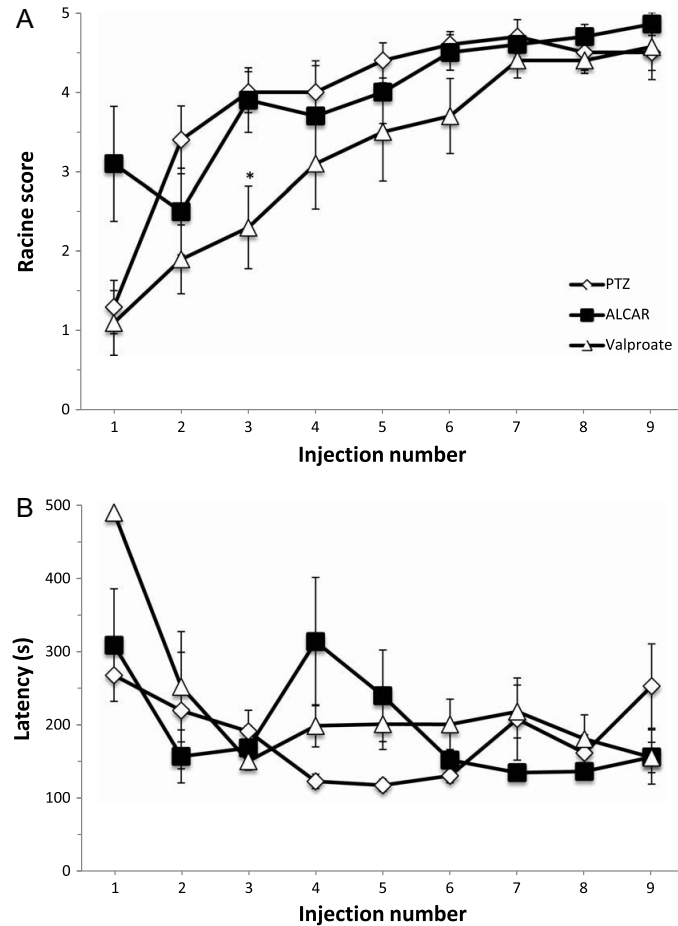 A
5
4
3
2
1
0
Racine score
*
PTZ
ALCAR
Valproate
1 2 3 4 5 6 7 8 9
Injection number
B
500
400
300
200
100
0
Latency (s)
1 2 3 4 5 6 7 8 9
Injection number